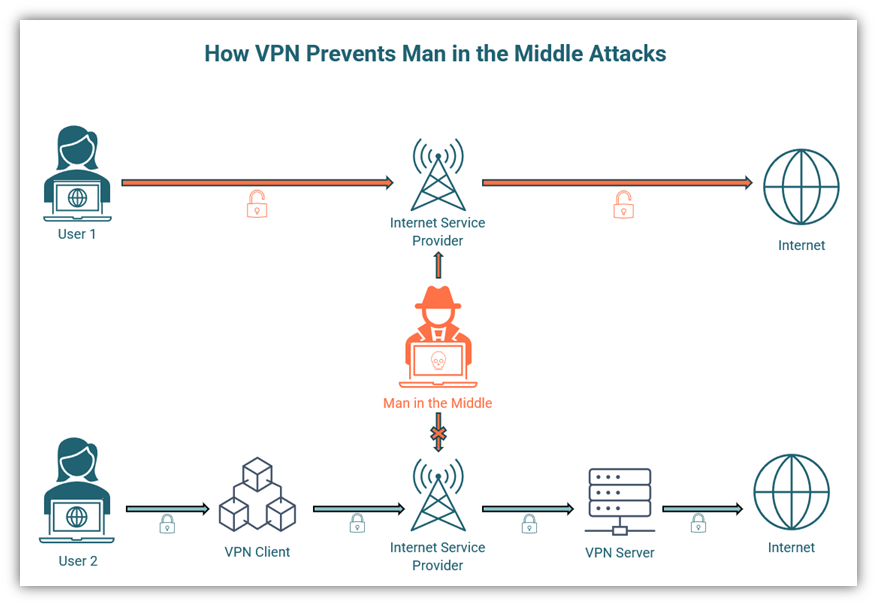 How VPN Prevents Man in the Middle Attacks
User 1
Internet Service
Provider
Internet
Man in the Middle
User 2
VPN Client
Internet Service
Provider
VPN Server
Internet